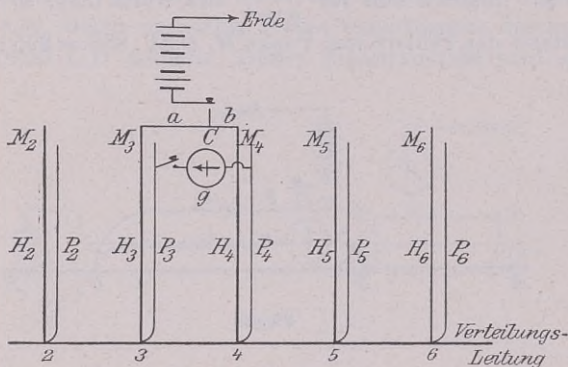 Erde
a b
C
M2 M3 M4 M5 M6
g
H2 P2 H3 P3 H4 P4 H5 P5 H6 P6
Verteilungs-
2 3 4 5 6
Leitung